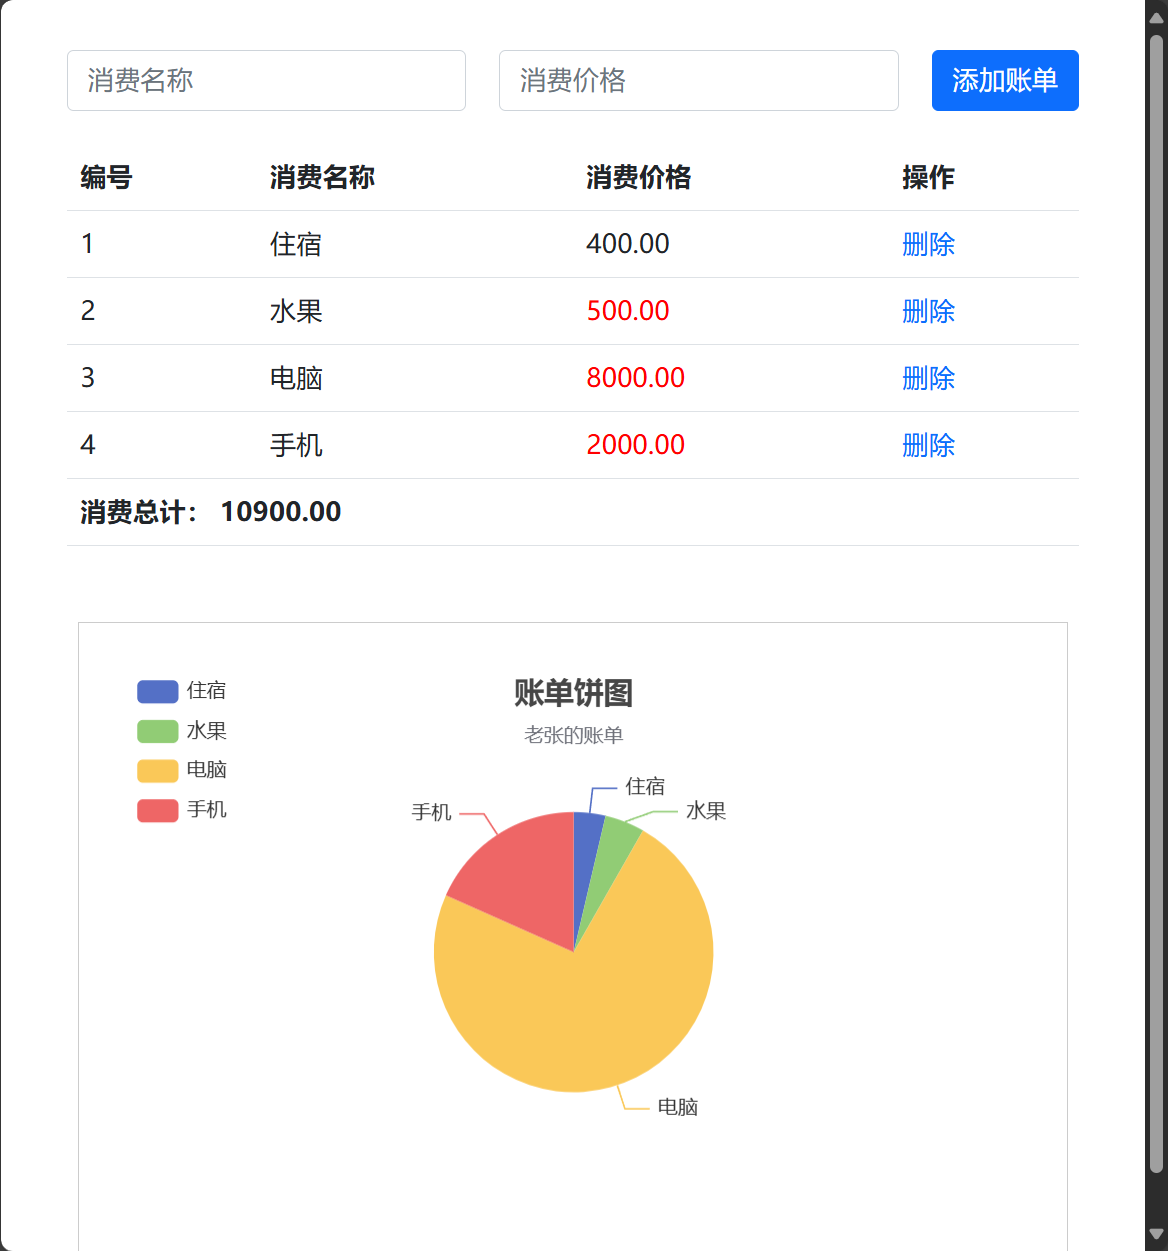 消费名称 消费价格 添加账单
编号 消费名称 消费价格 操作
1 住宿 400.00 删除
2 水果 500.00 删除
3 电脑 8000.00 删除
4 手机 2000.00 删除
消费总计： 10900.00
账单饼图
老张的账单
住宿
水果
电脑
手机
住宿
水果
手机
电脑